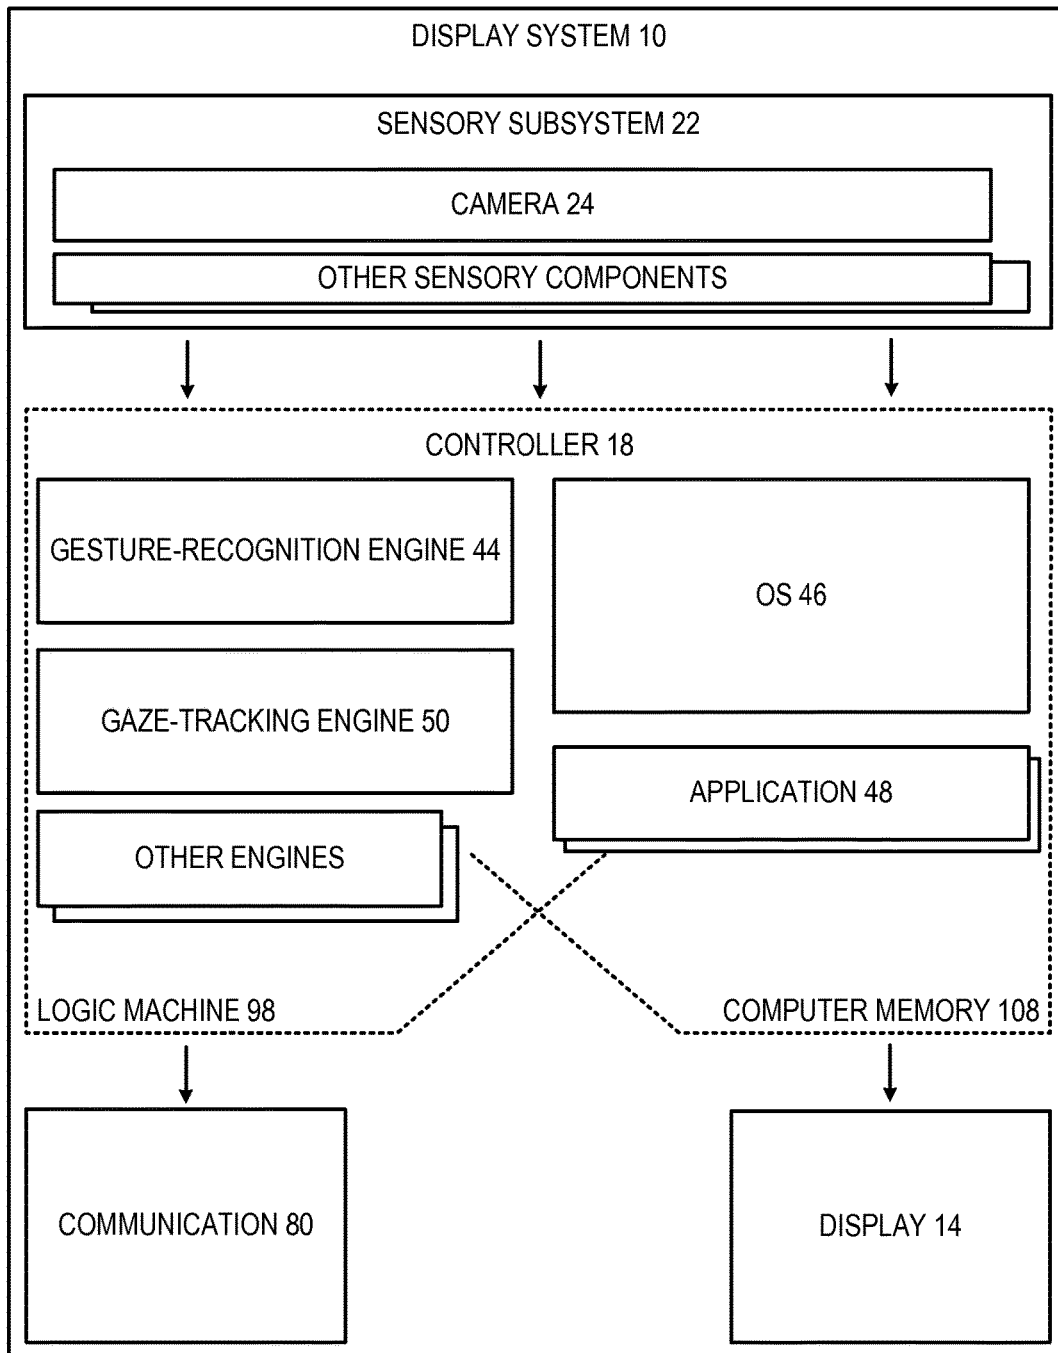 DISPLAY SYSTEM 10
SENSORY SUBSYSTEM 22
CAMERA 24
OTHER SENSORY COMPONENTS
CONTROLLER 18
GESTURE-RECOGNITION ENGINE 44
OS 46
GAZE-TRACKING ENGINE 50
APPLICATION 48
OTHER ENGINES
LOGIC MACHINE 98
COMPUTER MEMORY 108
COMMUNICATION 80
DISPLAY 14